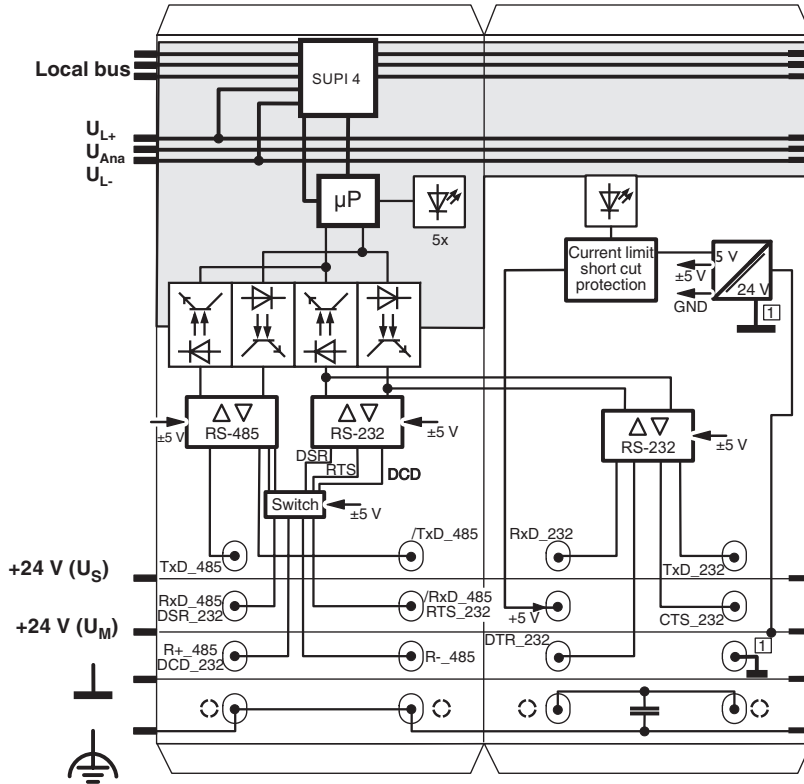 Local bus
SUPI 4
UL+
UAna
UL-
µP
5x
Current limit
short cut
protection
5 V
24 V
±5 V
GND
1
±5 V
RS-485
RS-232
±5 V
RS-232
±5 V
DSR
RTS
DCD
Switch
±5 V
TxD_485
/TxD_485
RxD_232
TxD_232
+24 V (US)
RxD_485
DSR_232
/RxD_485
RTS_232
+5 V
CTS_232
+24 V (UM)
R+_485
DCD_232
R-_485
DTR_232
1